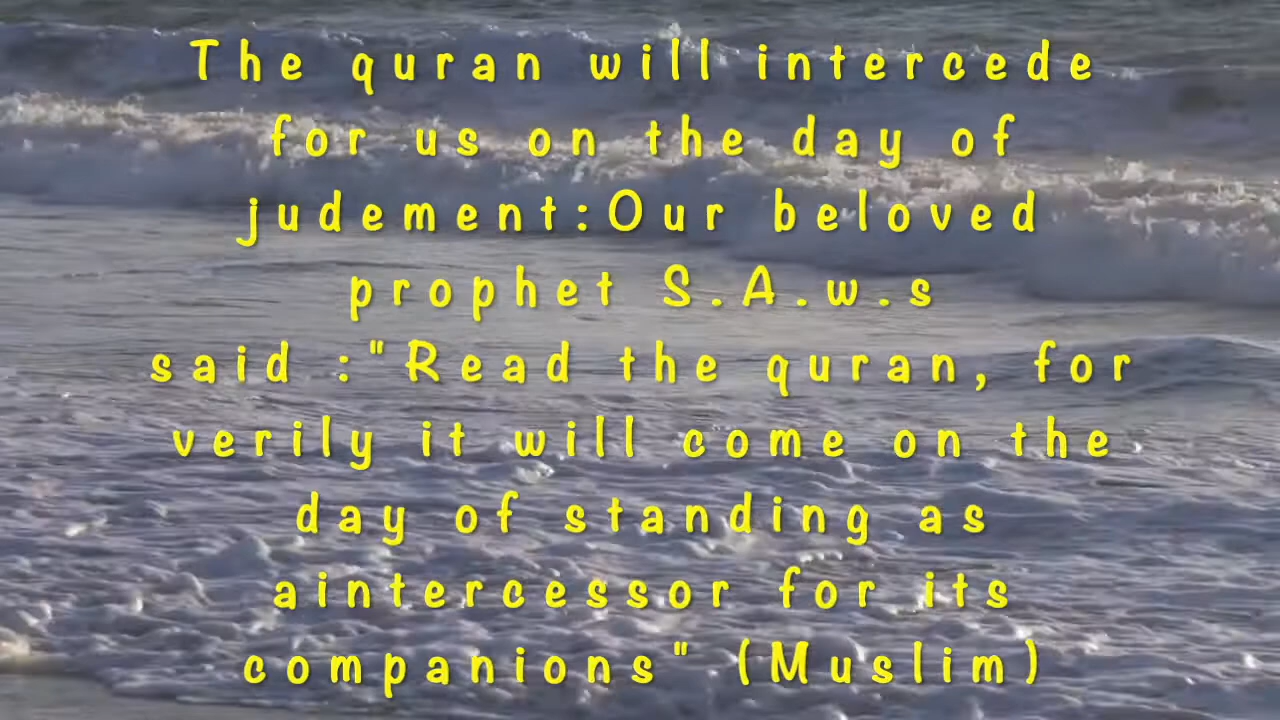 The quran will intercede
for us on the day of
judement:Our beloved
prophet S.A.w.s
said :"Read the quran, for
verily it will come on the
day of standing as
aintercessor for its
companions" (Muslim)